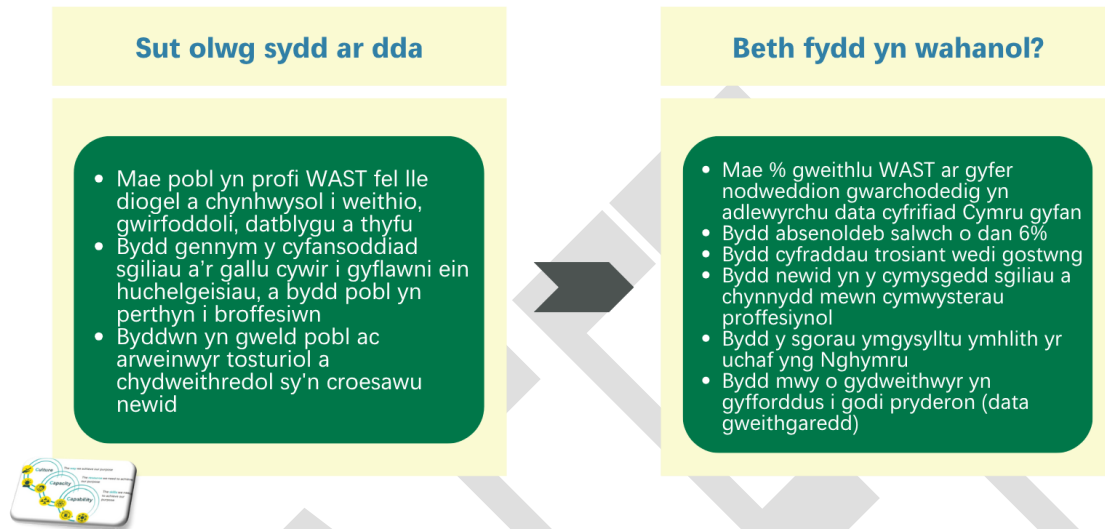 Sut olwg sydd ar dda
• Mae pobl yn profi WAST fel lle
diogel a chynhwysol i weithio,
gwirfoddoli, datblygu a thyfu
• Bydd gennym y cyfansoddiad
sgiliau a'r gallu cywir i gyflawni ein
huchelgeisiau, a bydd pobl yn
perthyn i broffesiwn
• Byddwn yn gweld pobl ac
arweinwyr tosturiol a
chydweithredol sy'n croesawu
newid
Beth fydd yn wahanol?
• Mae % gweithlu WAST ar gyfer
nodweddion gwarchodedig yn
adlewyrchu data cyfrifiad Cymru gyfan
• Bydd absenoldeb salwch o dan 6%
• Bydd cyfraddau trosiant wedi gostwng
• Bydd newid yn y cymysgedd sgiliau a
chynnydd mewn cymwysterau
proffesiynol
• Bydd y sgorau ymgysylltu ymhlith yr
uchaf yng Nghymru
• Bydd mwy o gydweithwyr yn
gyfforddus i godi pryderon (data
gweithgaredd)
Culture
Capacity
Capability